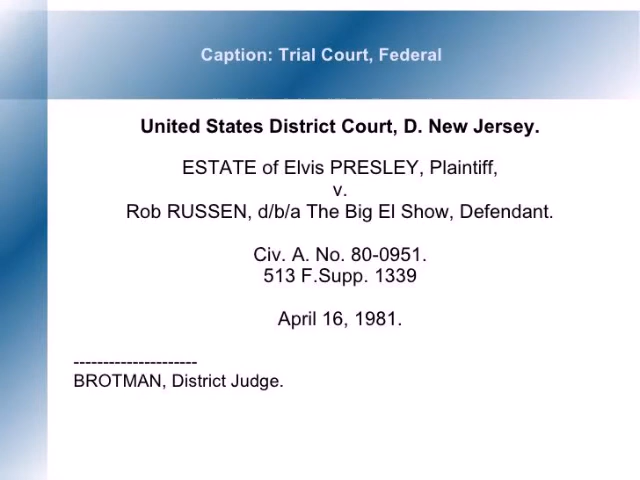 Caption: Trial Court, Federal
United States District Court, D. New Jersey.
ESTATE of Elvis PRESLEY, Plaintiff,
v.
Rob RUSSEN, d/b/a The Big El Show, Defendant.
Civ. A. No. 80-0951.
513 F.Supp. 1339
April 16, 1981.
---------------------
BROTMAN, District Judge.